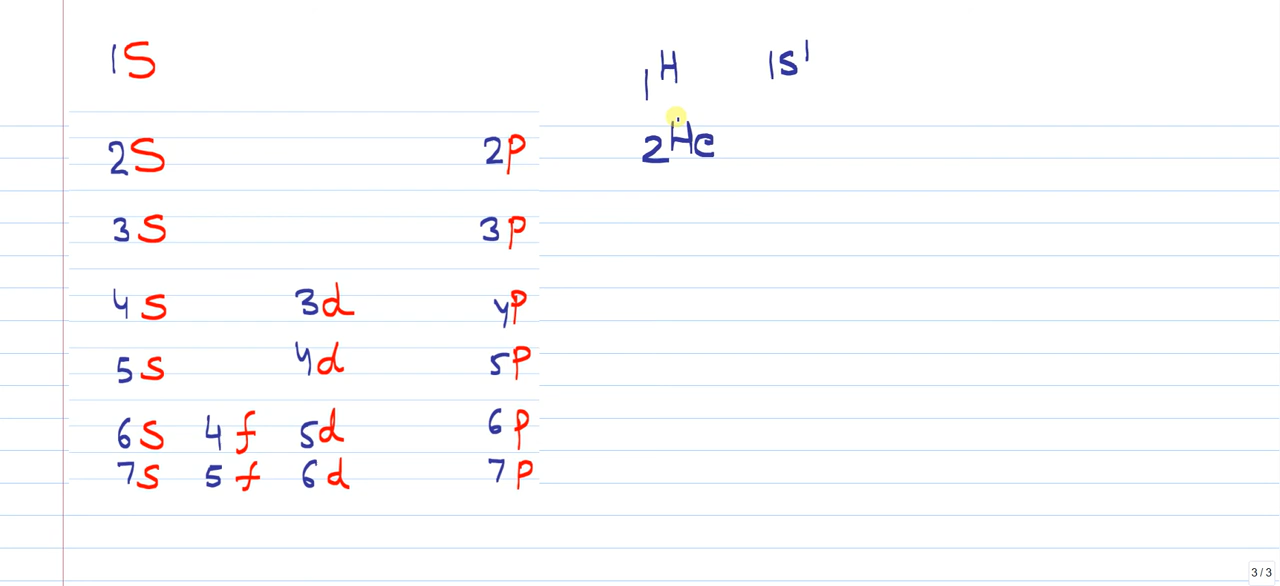 1S
2S 2P
3S 3P
4S 3d 4P
5S 4d 5P
6S 4f 5d 6P
7S 5f 6d 7P
1H 1S1
2He
3 / 3